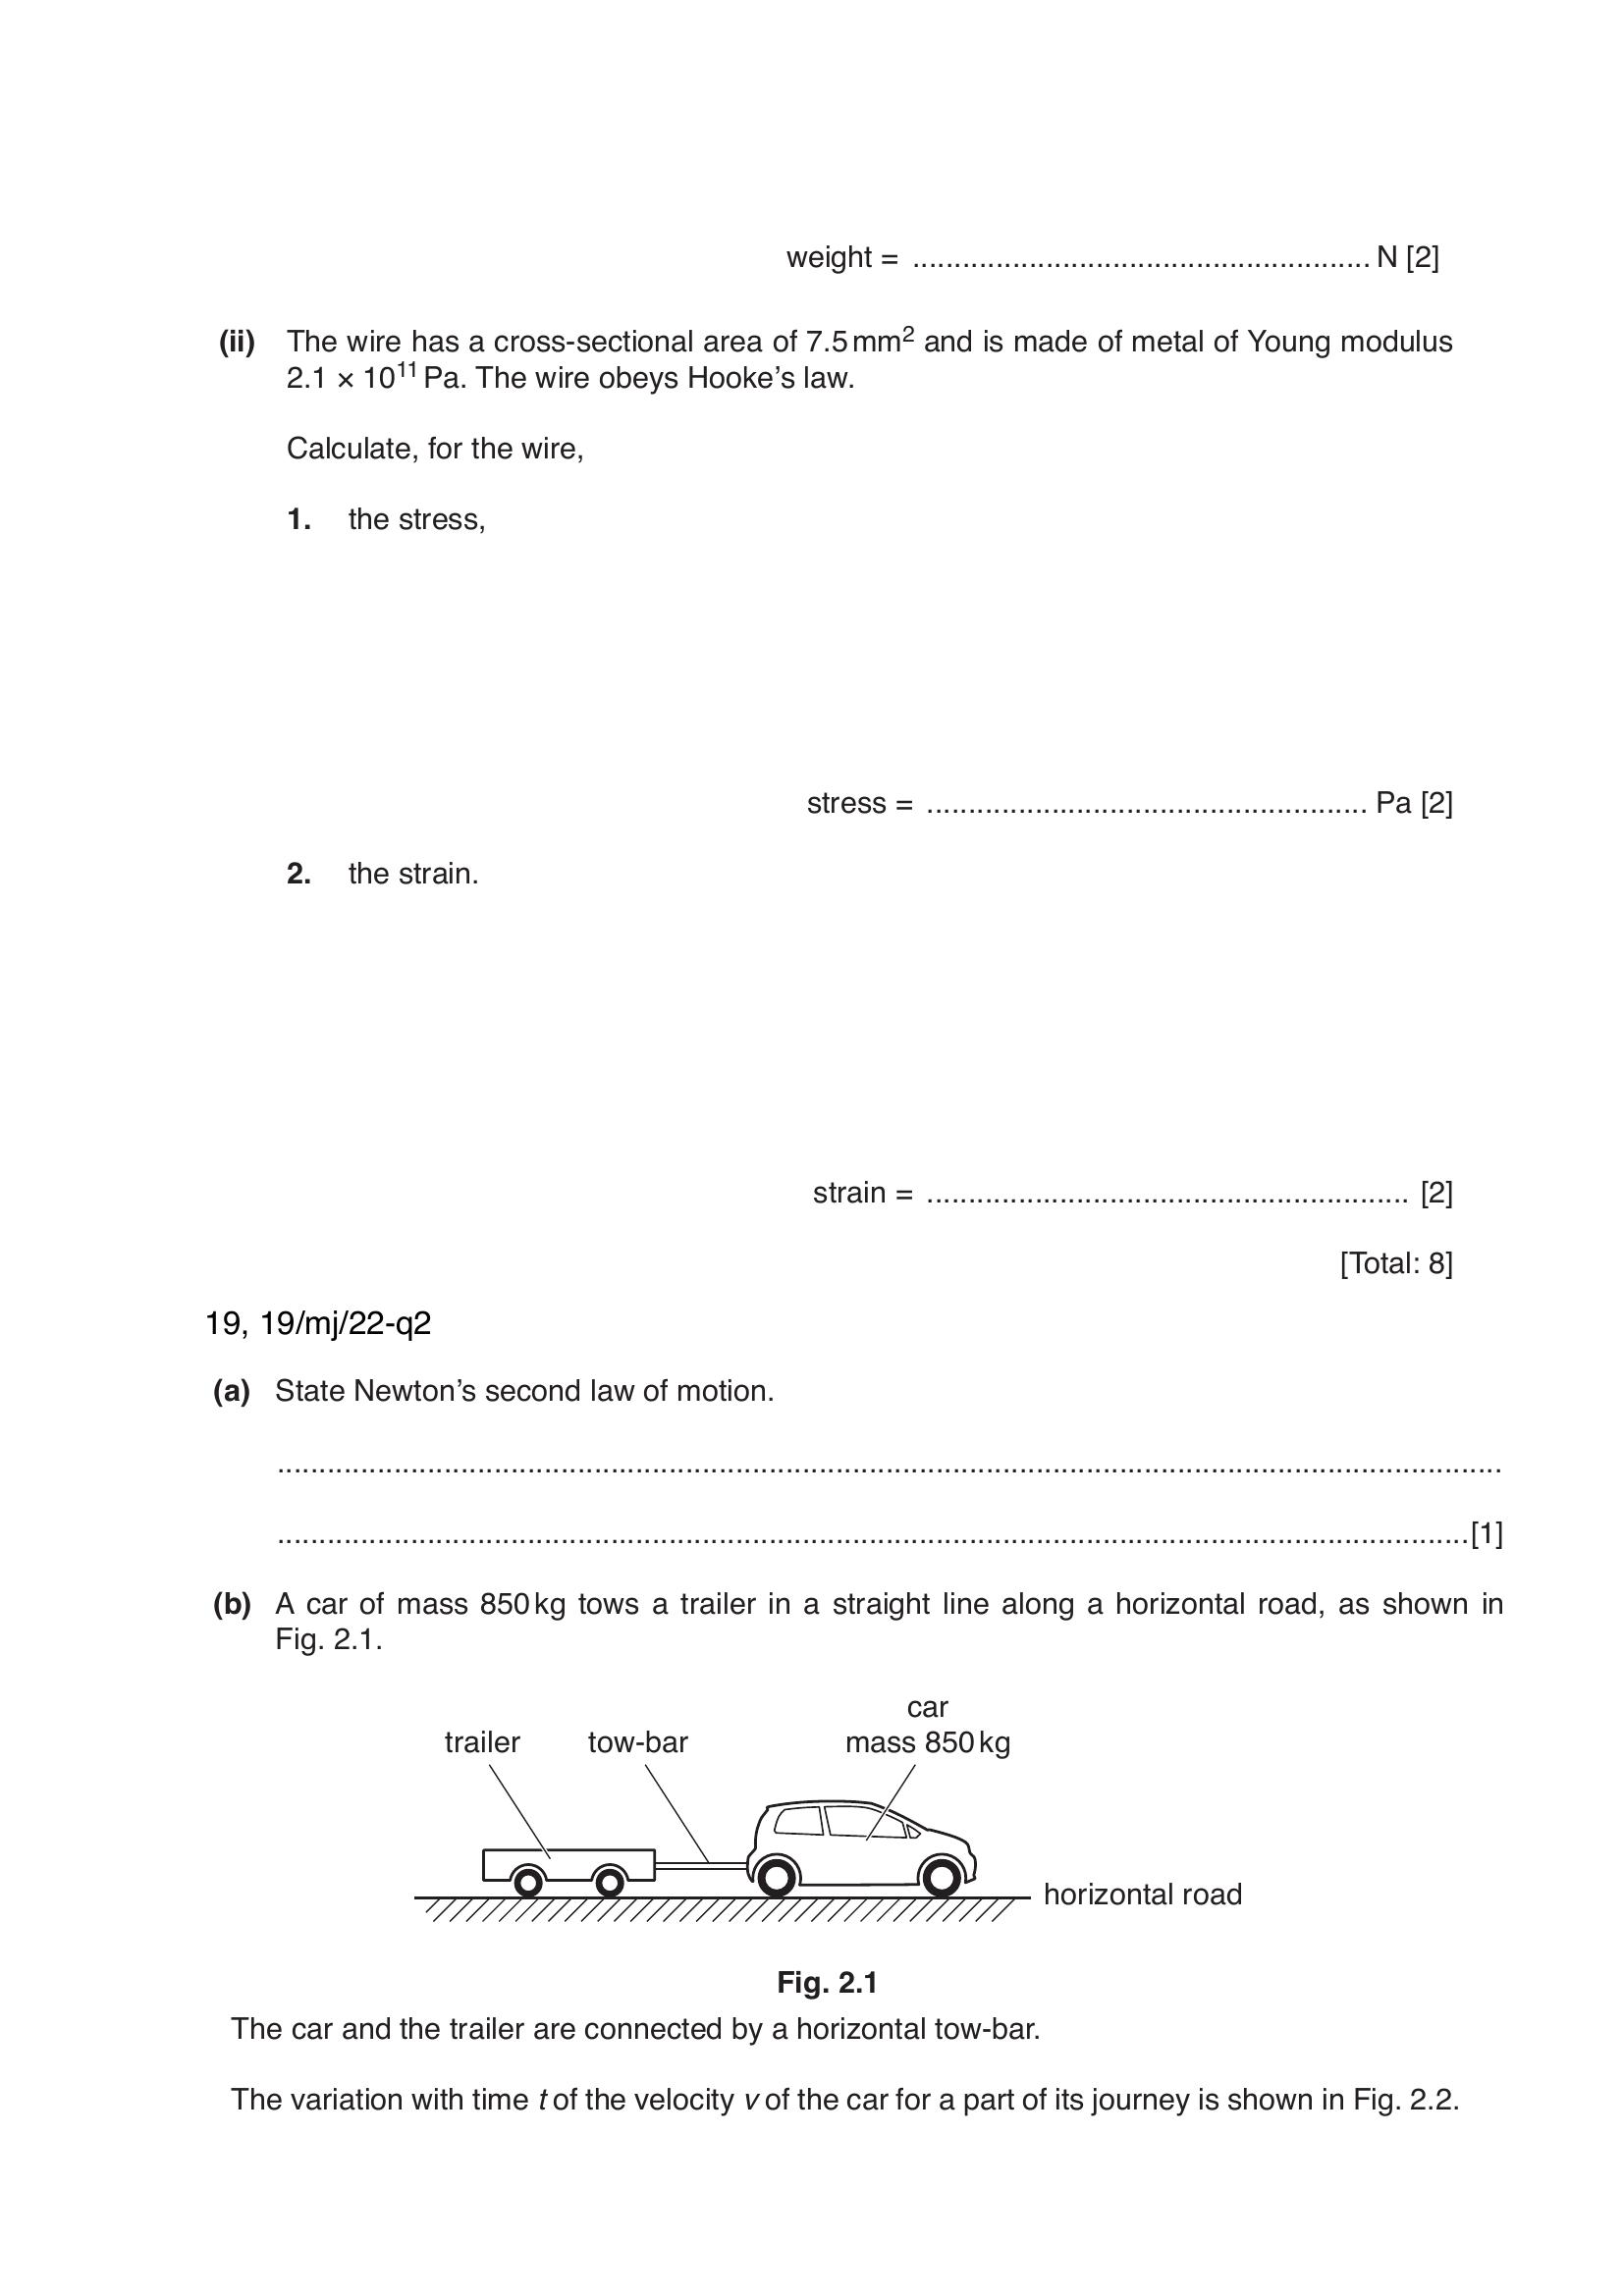 weight = ........................................................ N [2]
(ii) The wire has a cross-sectional area of 7.5 mm² and is made of metal of Young modulus
2.1 × 10¹¹ Pa. The wire obeys Hooke's law.
Calculate, for the wire,
1. the stress,
stress = ...................................................... Pa [2]
2. the strain.
strain = ........................................................... [2]
[Total: 8]
19, 19/mj/22-q2
(a) State Newton's second law of motion.
......................................................................................................................................................
..................................................................................................................................................[1]
(b) A car of mass 850 kg tows a trailer in a straight line along a horizontal road, as shown in
Fig. 2.1.
car
trailer tow-bar mass 850 kg
horizontal road
Fig. 2.1
The car and the trailer are connected by a horizontal tow-bar.
The variation with time t of the velocity v of the car for a part of its journey is shown in Fig. 2.2.